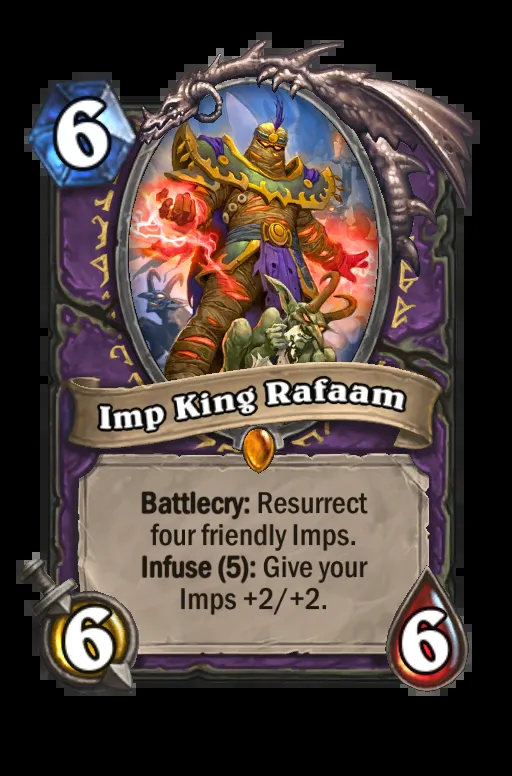 6
Imp King Rafaam
Battlecry: Resurrect
four friendly Imps.
Infuse (5): Give your
Imps +2/+2.
6
6